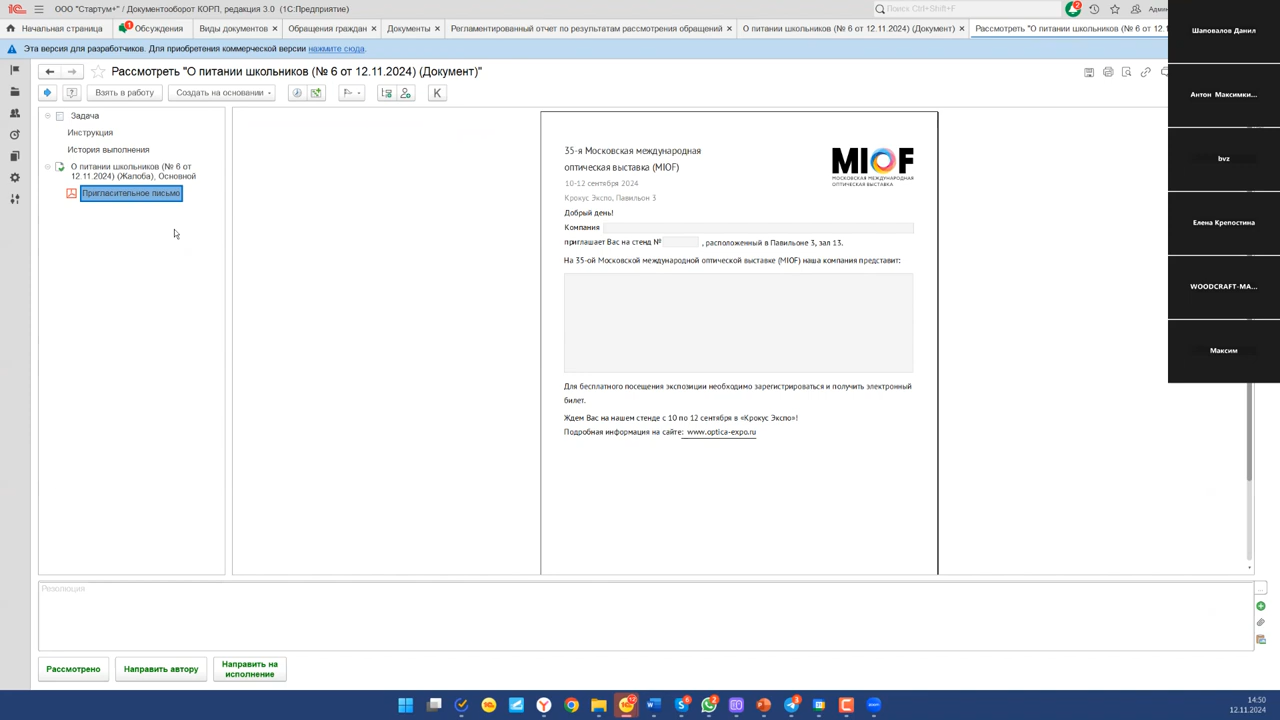 ООО "Стартум+" / Документооборот КОРП, редакция 3.0 (1С:Предприятие)
Поиск Ctrl+Shift+F
2
Начальная страница
1
Обсуждения
Виды документов
Обращения граждан
Документы
Регламентированный отчет по результатам рассмотрения обращений
О питании школьников (№ 6 от 12.11.2024) (Документ)
Рассмотреть "О питании школьников (№ 6 от 12.1
Эта версия для разработчиков. Для приобретения коммерческой версии нажмите сюда.
Рассмотреть "О питании школьников (№ 6 от 12.11.2024) (Документ)"
Взять в работу
Создать на основании
К
Задача
Инструкция
История выполнения
О питании школьников (№ 6 от
12.11.2024) (Жалоба), Основной
Пригласительное письмо
35-я Московская международная
оптическая выставка (MIOF)
10-12 сентября 2024
Крокус Экспо, Павильон 3
MIOF
МОСКОВСКАЯ МЕЖДУНАРОДНАЯ
ОПТИЧЕСКАЯ ВЫСТАВКА
Добрый день!
Компания
приглашает Вас на стенд № , расположенный в Павильоне 3, зал 13.
На 35-ой Московской международной оптической выставке (MIOF) наша компания представит:
Для бесплатного посещения экспозиции необходимо зарегистрироваться и получить электронный
билет.
Ждем Вас на нашем стенде с 10 по 12 сентября в «Крокус Экспо»!
Подробная информация на сайте: www.optica-expo.ru
Резолюция
Рассмотрено
Направить автору
Направить на
исполнение
Шаповалов Данил
Антон Максимки...
bvz
Елена Крепостина
WOODCRAFT-MA...
Максим
14:50
12.11.2024